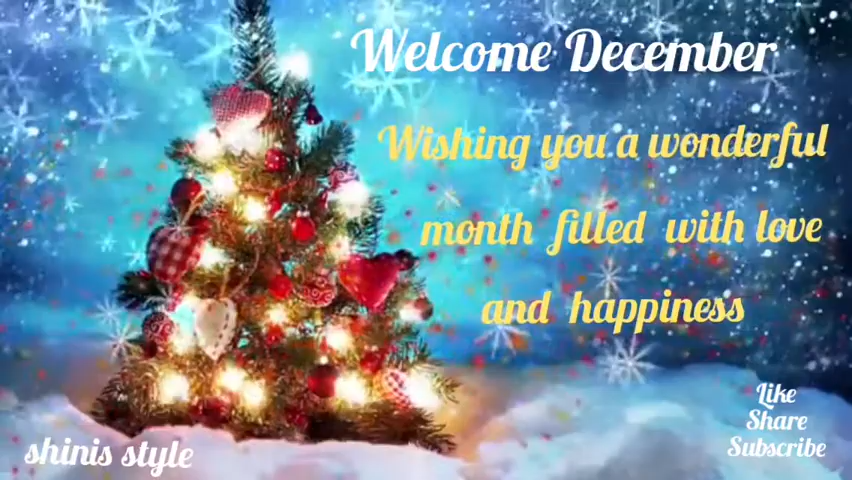 Welcome December
Wishing you a wonderful
month filled with love
and happiness
Like
Share
Subscribe
shinis style